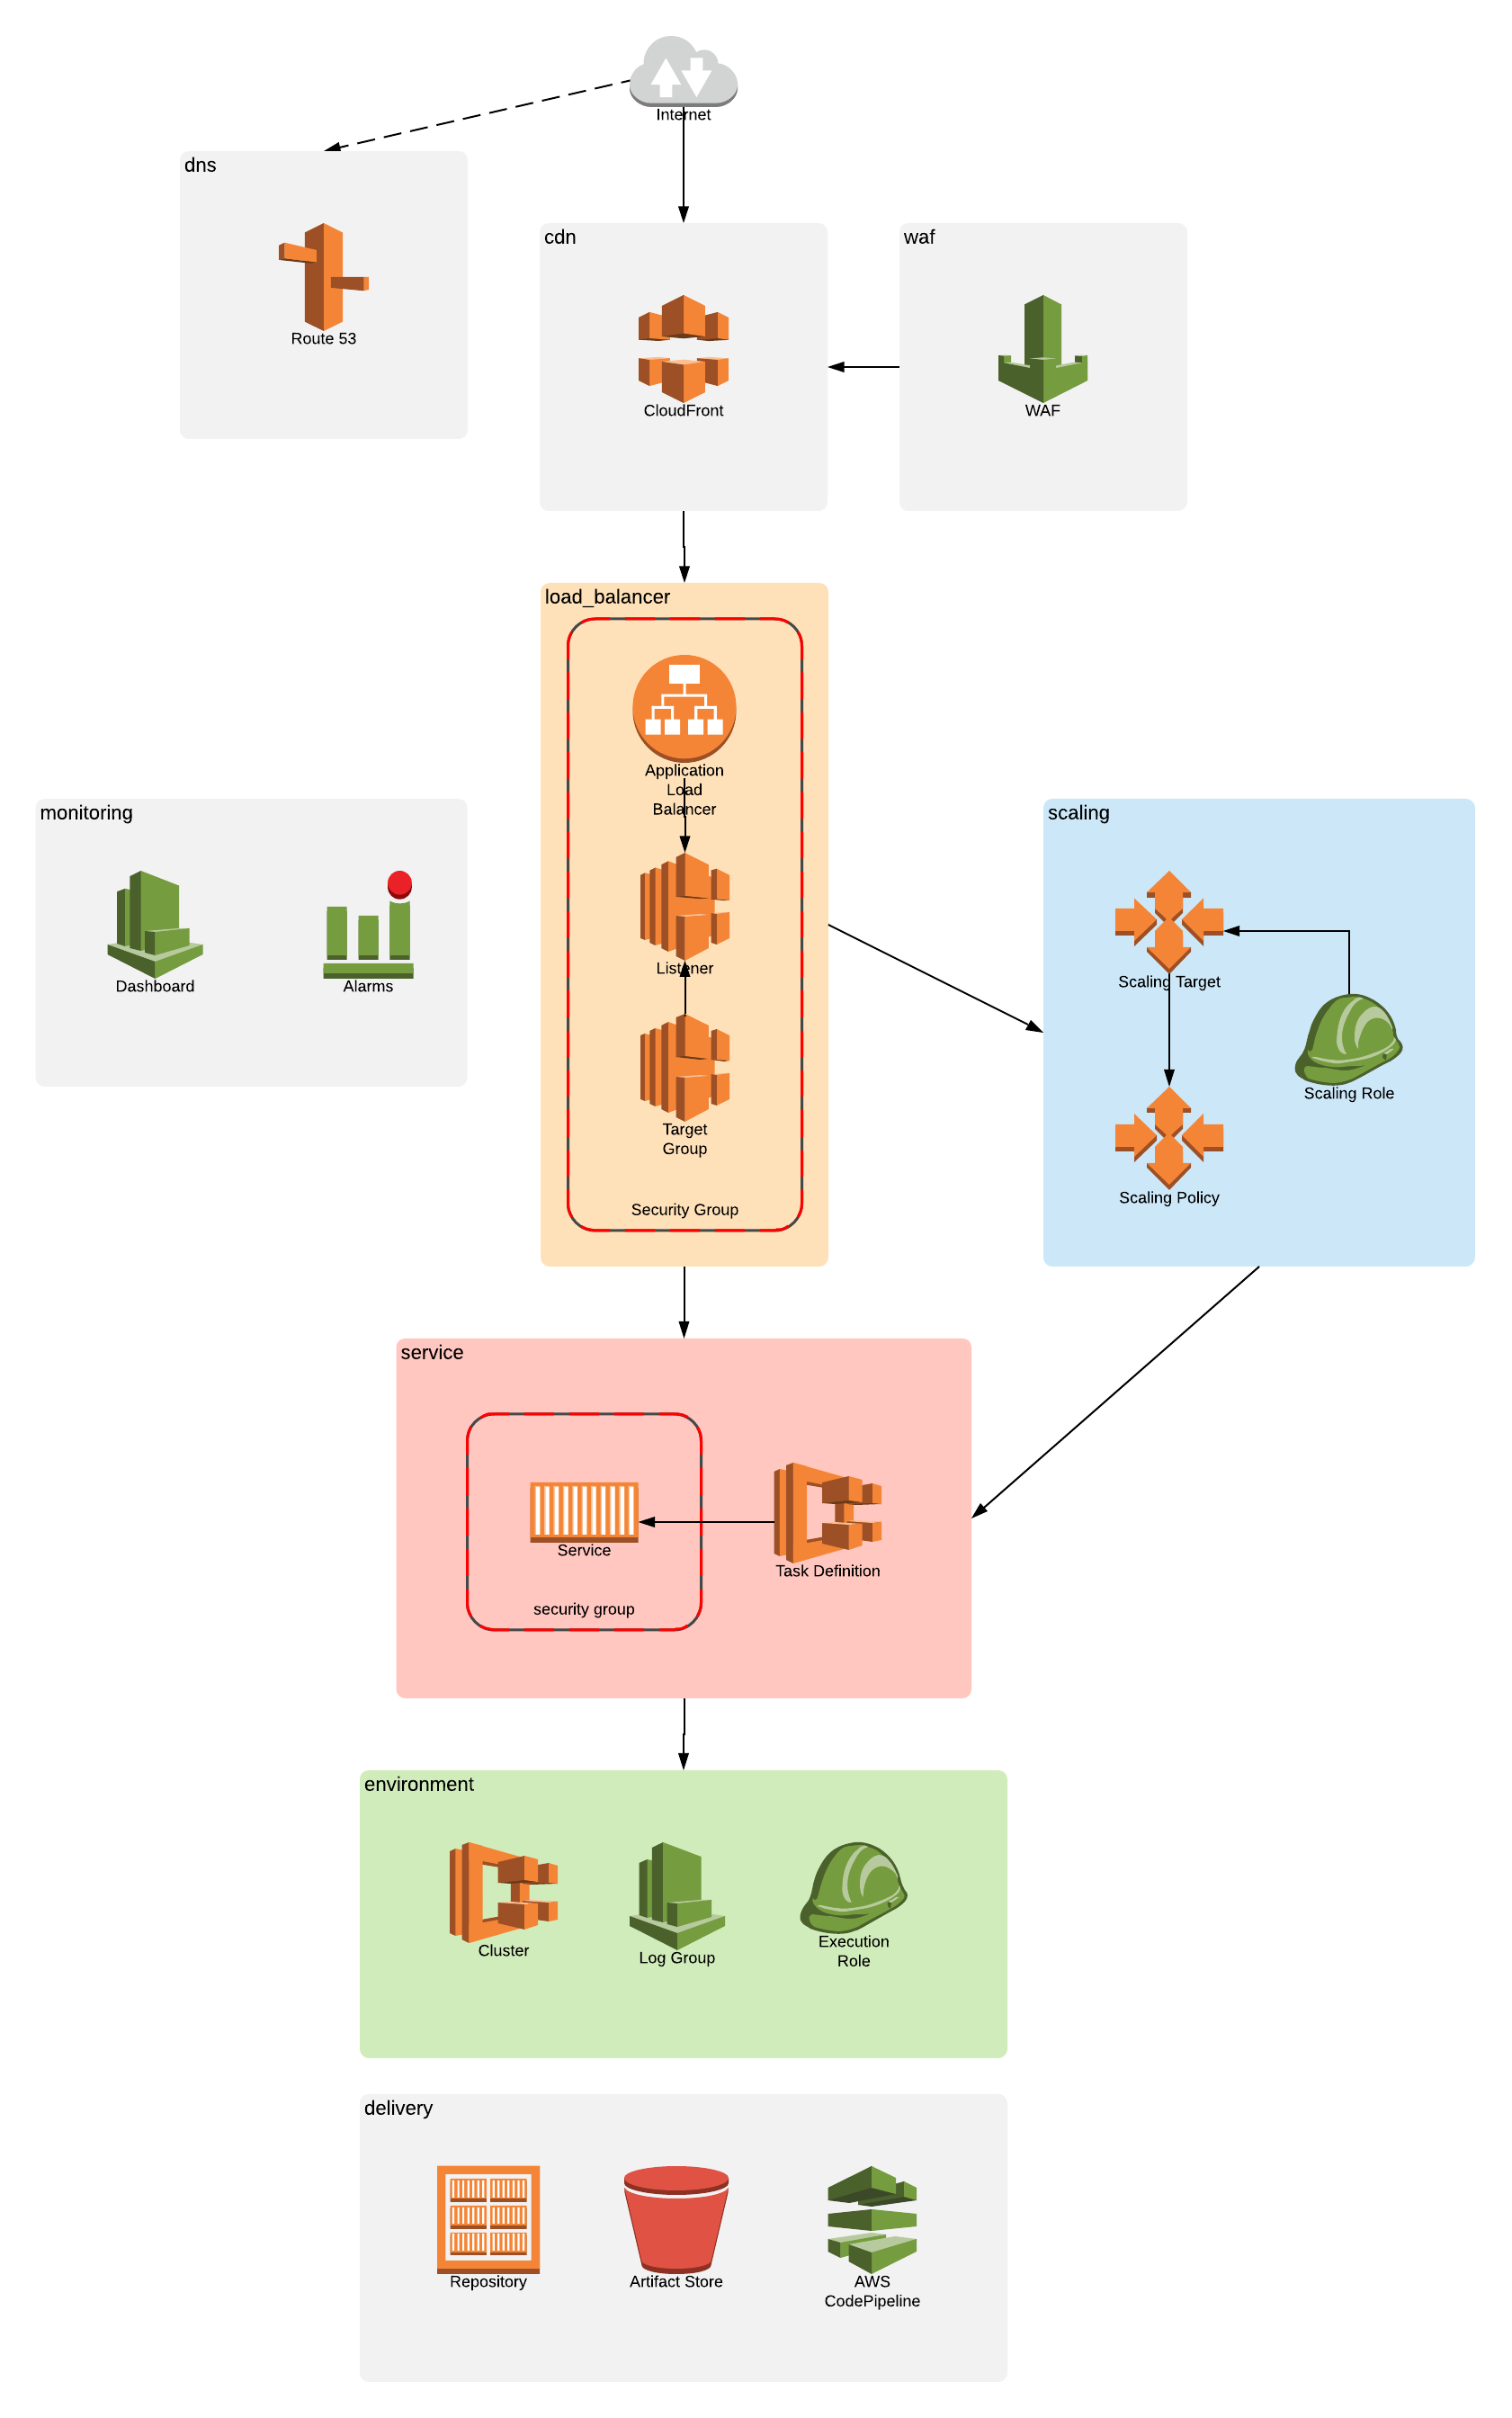 Internet
dns
Route 53
cdn
CloudFront
waf
WAF
load_balancer
Application
Load
Balancer
Listener
Target
Group
Security Group
monitoring
Dashboard
Alarms
scaling
Scaling Target
Scaling Role
Scaling Policy
service
Service
security group
Task Definition
environment
Cluster
Log Group
Execution
Role
delivery
Repository
Artifact Store
AWS
CodePipeline